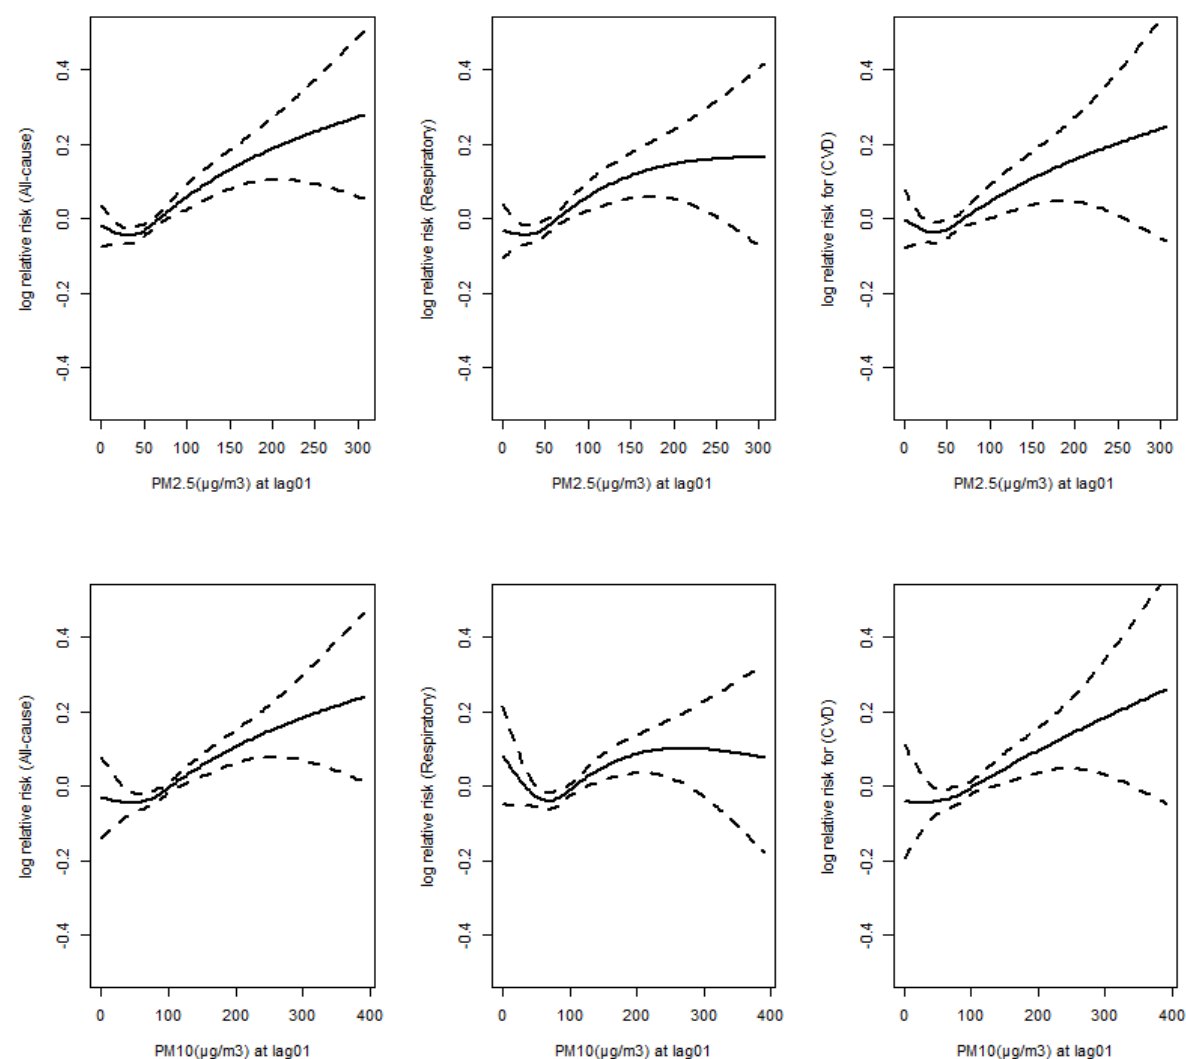 log relative risk (All-cause)
0.4
0.2
0.0
-0.2
-0.4
0 50 100 150 200 250 300
PM2.5(µg/m3) at lag01
log relative risk (Respiratory)
0.4
0.2
0.0
-0.2
-0.4
0 50 100 150 200 250 300
PM2.5(µg/m3) at lag01
log relative risk for (CVD)
0.4
0.2
0.0
-0.2
-0.4
0 50 100 150 200 250 300
PM2.5(µg/m3) at lag01
log relative risk (All-cause)
0.4
0.2
0.0
-0.2
-0.4
0 100 200 300 400
PM10(µg/m3) at lag01
log relative risk (Respiratory)
0.4
0.2
0.0
-0.2
-0.4
0 100 200 300 400
PM10(µg/m3) at lag01
log relative risk for (CVD)
0.4
0.2
0.0
-0.2
-0.4
0 100 200 300 400
PM10(µg/m3) at lag01